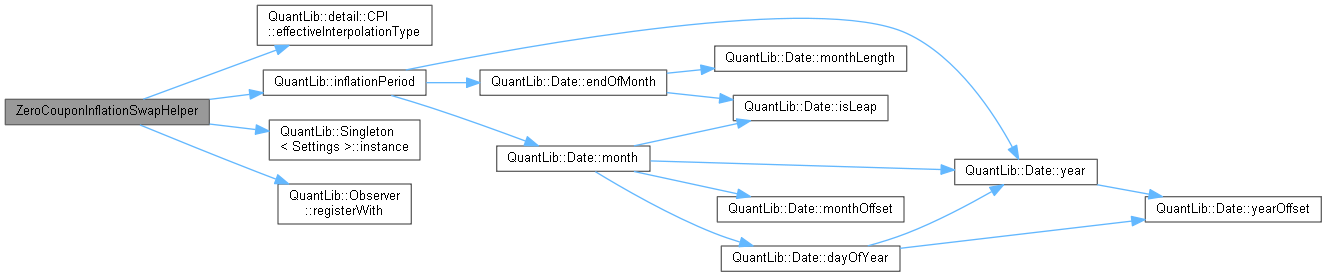 QuantLib::detail::CPI
::effectiveInterpolationType
QuantLib::inflationPeriod
QuantLib::Date::endOfMonth
QuantLib::Date::monthLength
QuantLib::Date::isLeap
ZeroCouponInflationSwapHelper
QuantLib::Singleton
< Settings >::instance
QuantLib::Date::month
QuantLib::Date::year
QuantLib::Observer
::registerWith
QuantLib::Date::monthOffset
QuantLib::Date::yearOffset
QuantLib::Date::dayOfYear